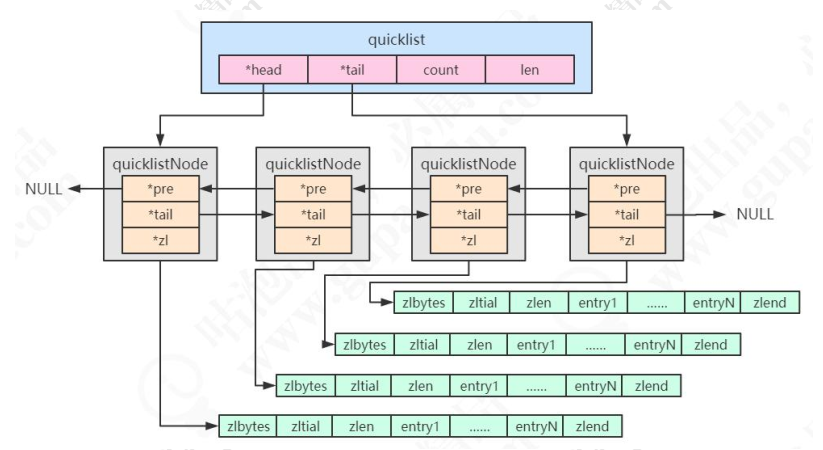 quicklist
*head *tail count len
quicklistNode quicklistNode quicklistNode quicklistNode
NULL *pre *pre *pre *pre
*tail *tail *tail *tail NULL
*zl *zl *zl *zl
zlbytes zltial zlen entry1 ...... entryN zlend
zlbytes zltial zlen entry1 ...... entryN zlend
zlbytes zltial zlen entry1 ...... entryN zlend
zlbytes zltial zlen entry1 ...... entryN zlend